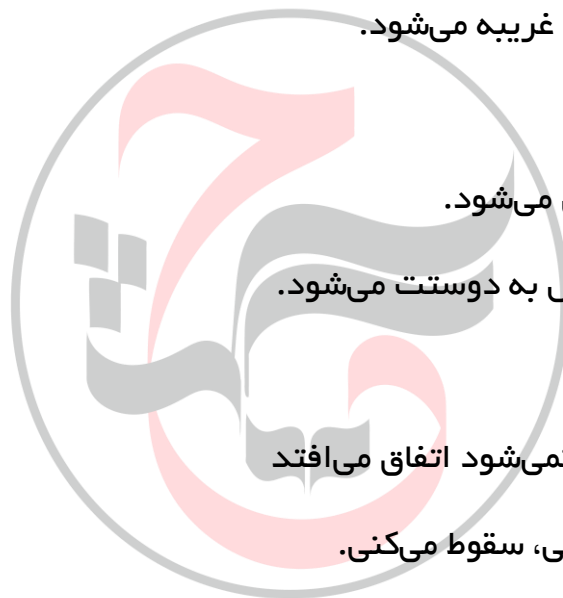 غریبه می‌شود.
می‌شود.
به دوستت می‌شود.
نمی‌شود اتفاق می‌افتد
سقوط می‌کنی.